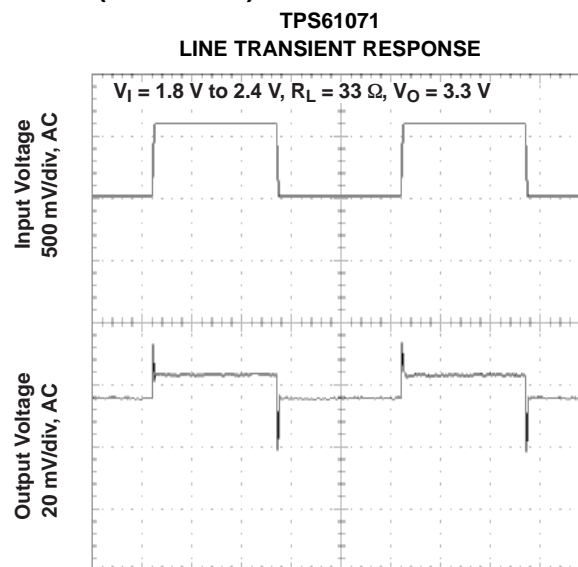 TPS61071
LINE TRANSIENT RESPONSE
V_I = 1.8 V to 2.4 V, R_L = 33 Ω, V_O = 3.3 V
Input Voltage
500 mV/div, AC
Output Voltage
20 mV/div, AC